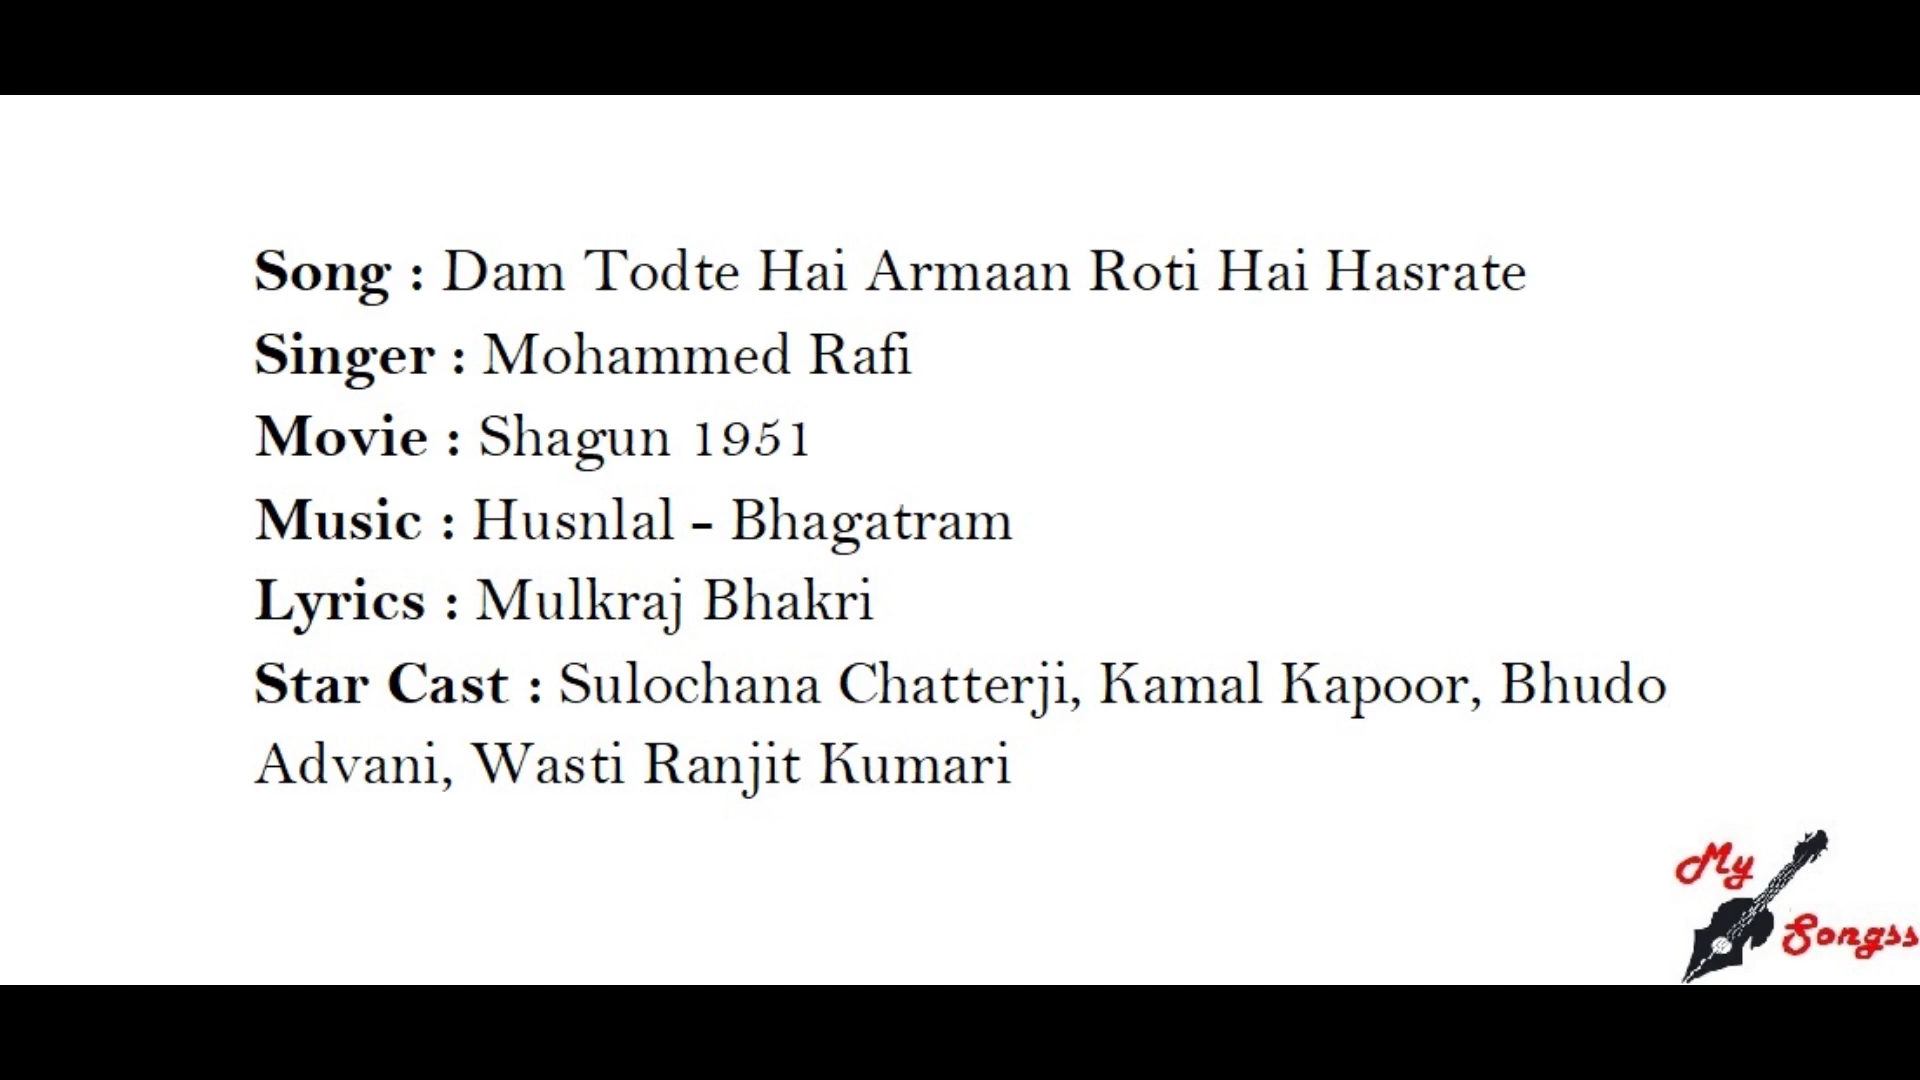 Song : Dam Todte Hai Armaan Roti Hai Hasrate
Singer : Mohammed Rafi
Movie : Shagun 1951
Music : Husnlal - Bhagatram
Lyrics : Mulkraj Bhakri
Star Cast : Sulochana Chatterji, Kamal Kapoor, Bhudo
Advani, Wasti Ranjit Kumari
My
Songss